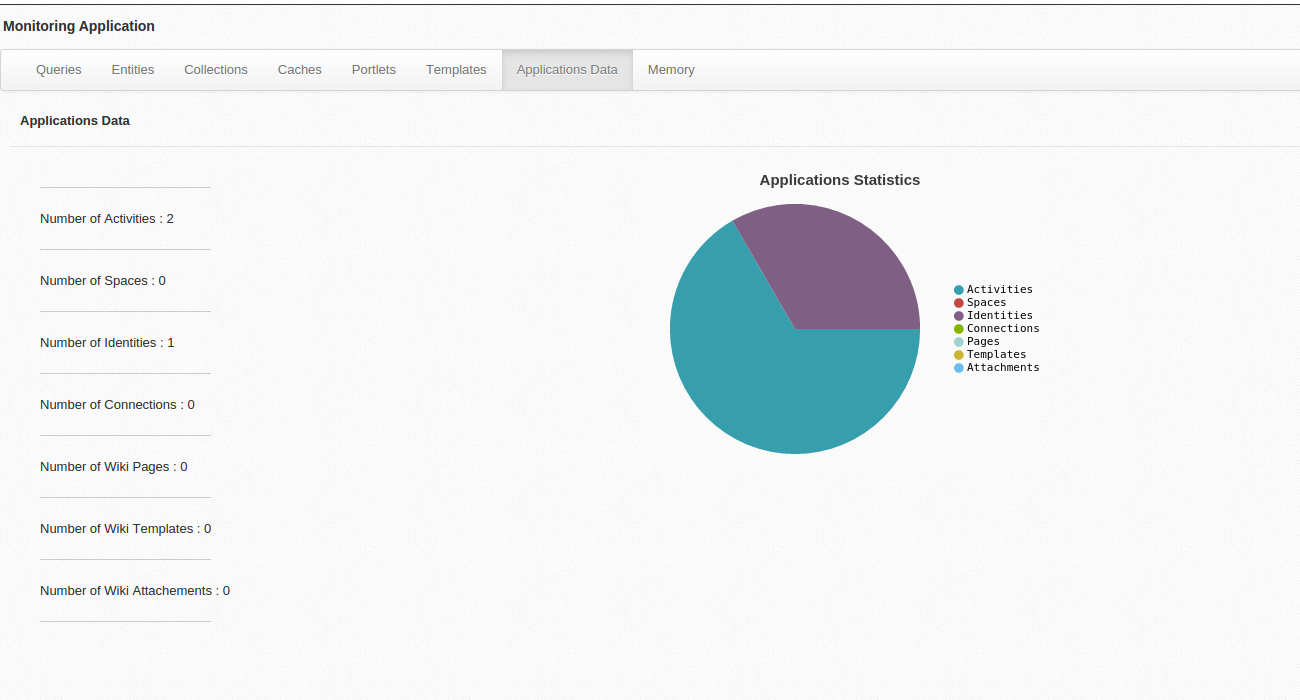 Monitoring Application
Queries Entities Collections Caches Portlets Templates Applications Data Memory
Applications Data
Number of Activities : 2
Number of Spaces : 0
Number of Identities : 1
Number of Connections : 0
Number of Wiki Pages : 0
Number of Wiki Templates : 0
Number of Wiki Attachements : 0
Applications Statistics
Activities
Spaces
Identities
Connections
Pages
Templates
Attachments